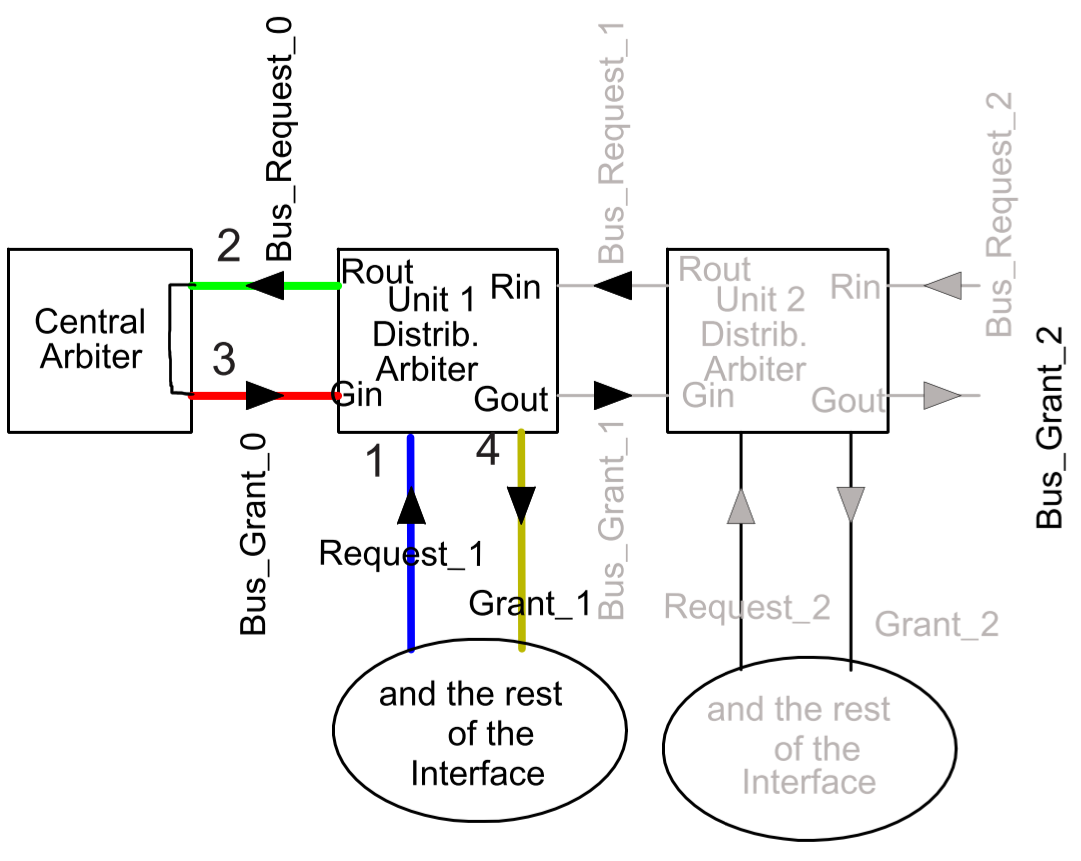 Bus_Request_0
Bus_Request_1
Bus_Request_2
2
Rout
Unit 1
Rin
Distrib.
Arbiter
Gin
Gout
Rout
Unit 2
Rin
Distrib.
Arbiter
Gin
Gout
Central
Arbiter
3
Bus_Grant_0
1
4
Bus_Grant_1
Bus_Grant_2
Request_1
Grant_1
Request_2
Grant_2
and the rest
of the
Interface
and the rest
of the
Interface